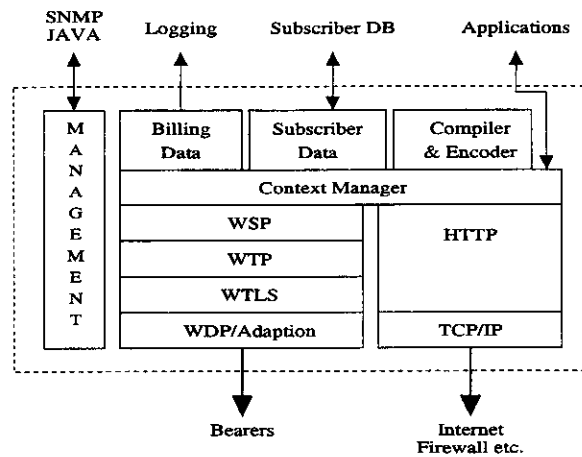 SNMP
JAVA
Logging
Subscriber DB
Applications
MANAGEMENT
Billing
Data
Subscriber
Data
Compiler
& Encoder
Context Manager
WSP
HTTP
WTP
WTLS
WDP/Adaption
TCP/IP
Bearers
Internet
Firewall etc.